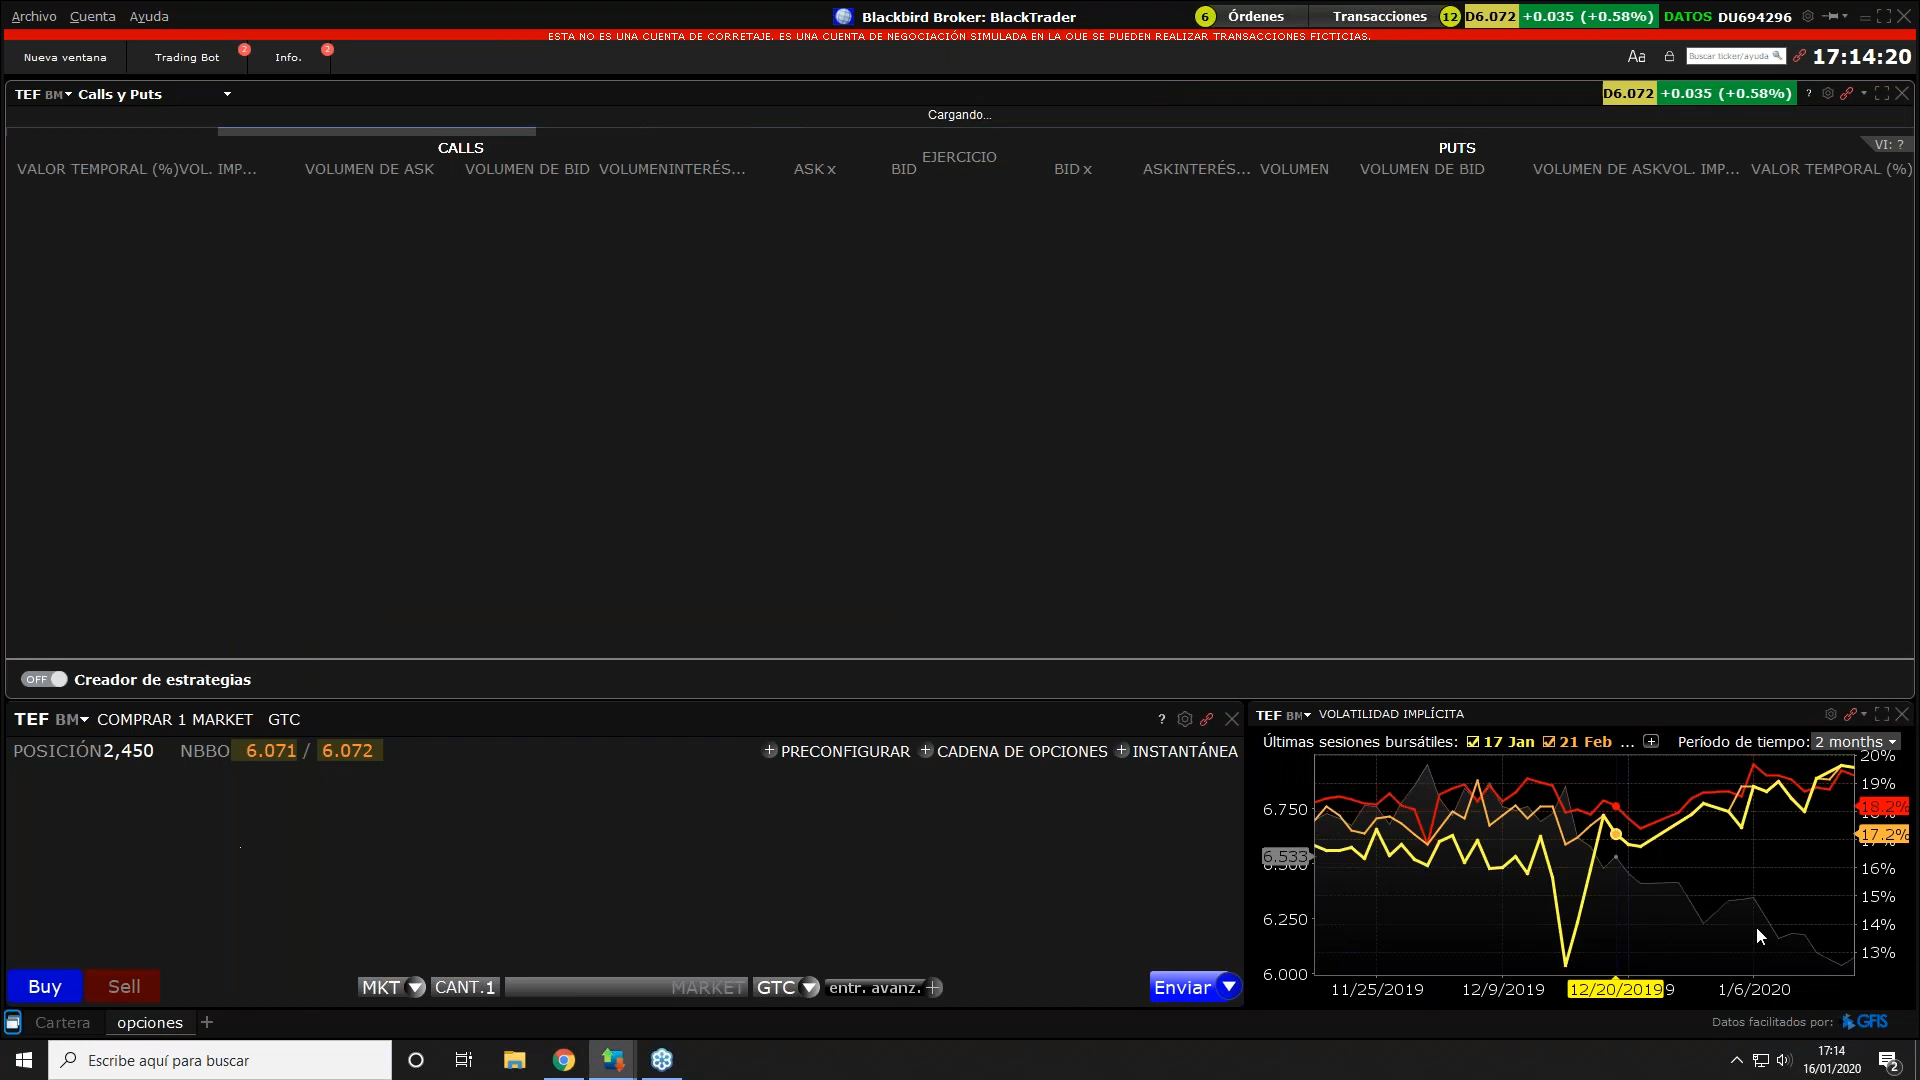 Archivo Cuenta Ayuda
Blackbird Broker: BlackTrader
6 Órdenes Transacciones 12 D6.072 +0.035 (+0.58%) DATOS DU694296
ESTA NO ES UNA CUENTA DE CORRETAJE. ES UNA CUENTA DE NEGOCIACIÓN SIMULADA EN LA QUE SE PUEDEN REALIZAR TRANSACCIONES FICTICIAS.
Nueva ventana Trading Bot 2 Info. 2
Aa Buscar ticker/ayuda 17:14:20
TEF BM Calls y Puts D6.072 +0.035 (+0.58%) ?
Cargando...
CALLS EJERCICIO PUTS VI: ?
VALOR TEMPORAL (%) VOL. IMP... VOLUMEN DE ASK VOLUMEN DE BID VOLUMEN INTERÉS... ASK x BID BID x ASK INTERÉS... VOLUMEN VOLUMEN DE BID VOLUMEN DE ASK VOL. IMP... VALOR TEMPORAL (%)
OFF Creador de estrategias
TEF BM COMPRAR 1 MARKET GTC ?
POSICIÓN 2,450 NBBO 6.071 / 6.072 + PRECONFIGURAR + CADENA DE OPCIONES + INSTANTÁNEA
Buy Sell MKT CANT. 1 MARKET GTC entr. avanz. + Enviar
TEF BM VOLATILIDAD IMPLÍCITA
Últimas sesiones bursátiles: 17 Jan 21 Feb ... + Período de tiempo: 2 months
20%
19%
6.750 18.2%
18%
17.2%
17%
6.533
6.500 16%
15%
6.250 14%
13%
6.000
11/25/2019 12/9/2019 12/20/2019 9 1/6/2020
Cartera opciones + Datos facilitados por: GFIS
Escribe aquí para buscar
17:14
16/01/2020 2